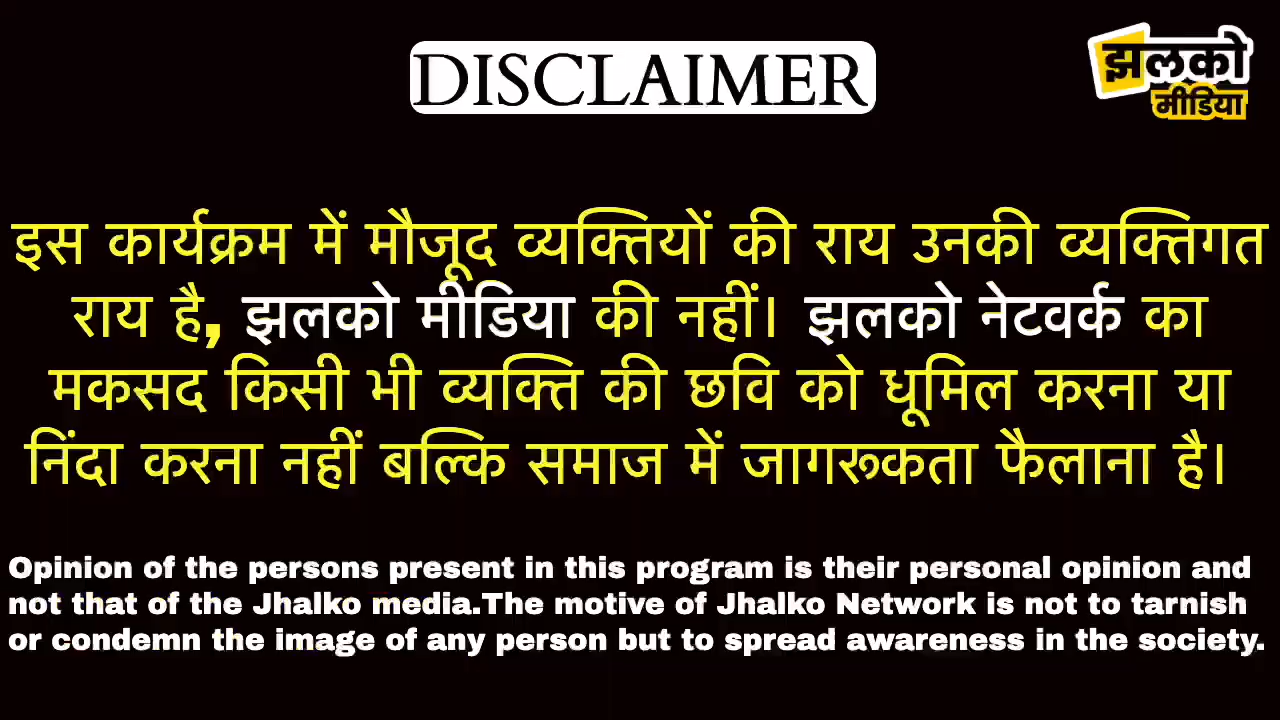 DISCLAIMER
झलको
मीडिया
इस कार्यक्रम में मौजूद व्यक्तियों की राय उनकी व्यक्तिगत
राय है, झलको मीडिया की नहीं। झलको नेटवर्क का
मकसद किसी भी व्यक्ति की छवि को धूमिल करना या
निंदा करना नहीं बल्कि समाज में जागरूकता फैलाना है।
Opinion of the persons present in this program is their personal opinion and
not that of the Jhalko media.The motive of Jhalko Network is not to tarnish
or condemn the image of any person but to spread awareness in the society.